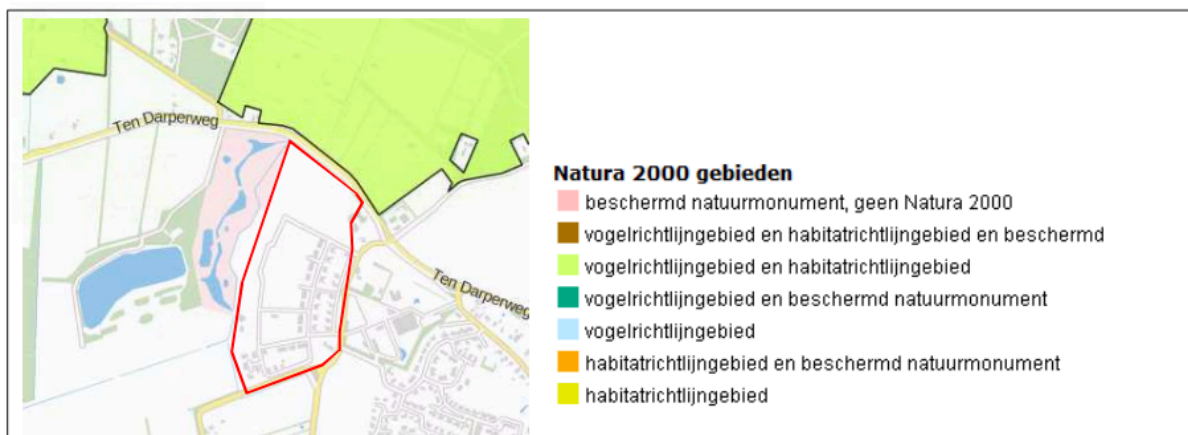 Ten Darperweg
Ten Darperweg
Natura 2000 gebieden
beschermd natuurmonument, geen Natura 2000
vogelrichtlijngebied en habitatrichtlijngebied en beschermd
vogelrichtlijngebied en habitatrichtlijngebied
vogelrichtlijngebied en beschermd natuurmonument
vogelrichtlijngebied
habitatrichtlijngebied en beschermd natuurmonument
habitatrichtlijngebied